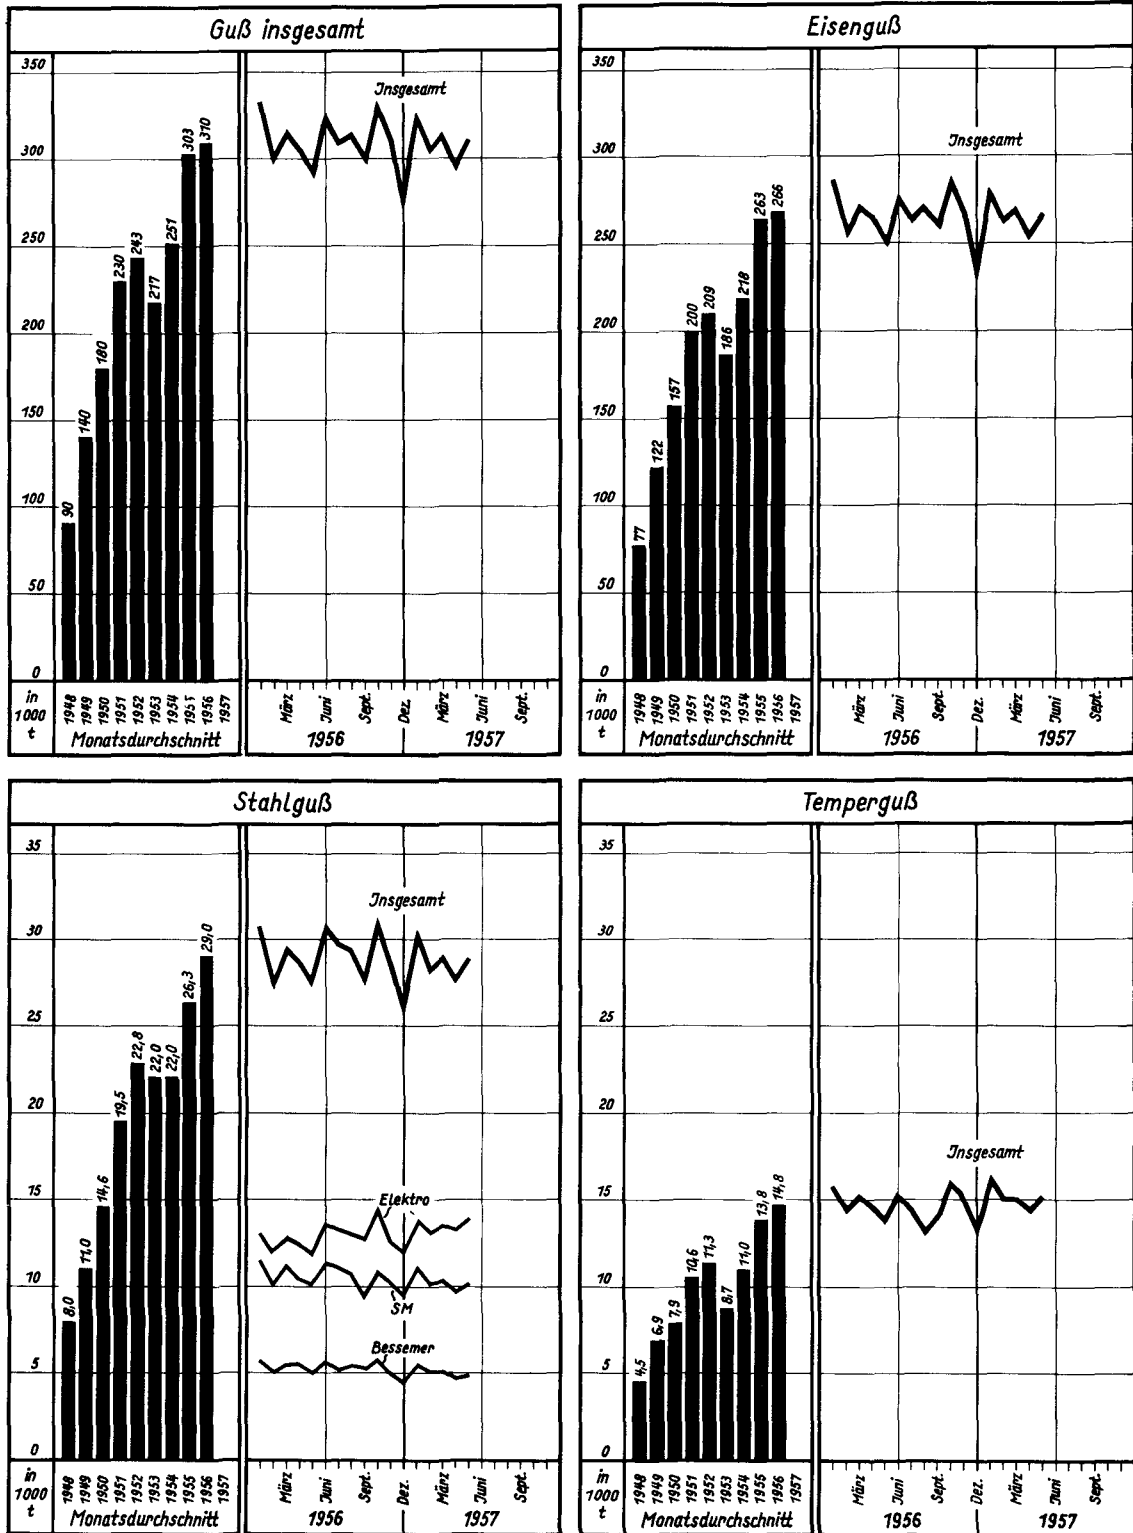 Guß insgesamt
350
300
250
200
150
100
50
0
in
1000
t
90
140
180
230
243
217
251
303
310
1948
1949
1950
1951
1952
1953
1954
1955
1956
1957
Monatsdurchschnitt
Insgesamt
März
Juni
Sept.
Dez.
März
Juni
Sept.
1956
1957
Eisenguß
350
300
250
200
150
100
50
0
in
1000
t
77
122
157
200
209
186
218
263
266
1948
1949
1950
1951
1952
1953
1954
1955
1956
1957
Monatsdurchschnitt
Insgesamt
März
Juni
Sept.
Dez.
März
Juni
Sept.
1956
1957
Stahlguß
35
30
25
20
15
10
5
0
in
1000
t
8,0
11,0
14,6
19,5
22,8
22,0
22,0
26,3
29,0
1948
1949
1950
1951
1952
1953
1954
1955
1956
1957
Monatsdurchschnitt
Insgesamt
Elektro
SM
Bessemer
März
Juni
Sept.
Dez.
März
Juni
Sept.
1956
1957
Temperguß
35
30
25
20
15
10
5
0
in
1000
t
4,5
6,9
7,9
10,6
11,3
8,7
11,0
13,8
14,8
1948
1949
1950
1951
1952
1953
1954
1955
1956
1957
Monatsdurchschnitt
Insgesamt
März
Juni
Sept.
Dez.
März
Juni
Sept.
1956
1957